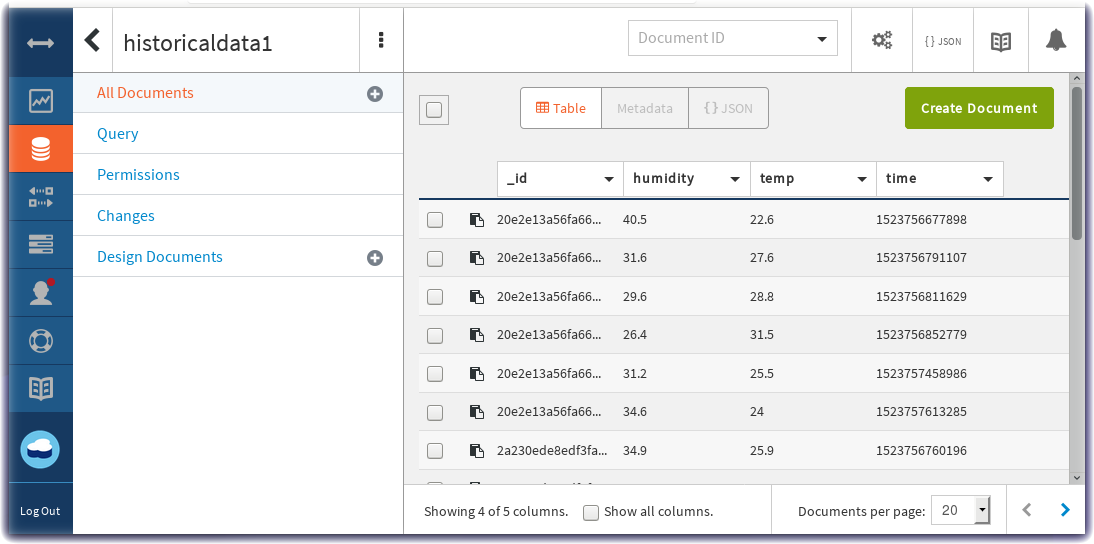 historicaldata1
Document ID
{ } JSON
All Documents
Query
Permissions
Changes
Design Documents
Table
Metadata
{ } JSON
Create Document
_id humidity temp time
20e2e13a56fa66... 40.5 22.6 1523756677898
20e2e13a56fa66... 31.6 27.6 1523756791107
20e2e13a56fa66... 29.6 28.8 1523756811629
20e2e13a56fa66... 26.4 31.5 1523756852779
20e2e13a56fa66... 31.2 25.5 1523757458986
20e2e13a56fa66... 34.6 24 1523757613285
2a230ede8edf3fa... 34.9 25.9 1523756760196
Log Out
Showing 4 of 5 columns. Show all columns. Documents per page: 20